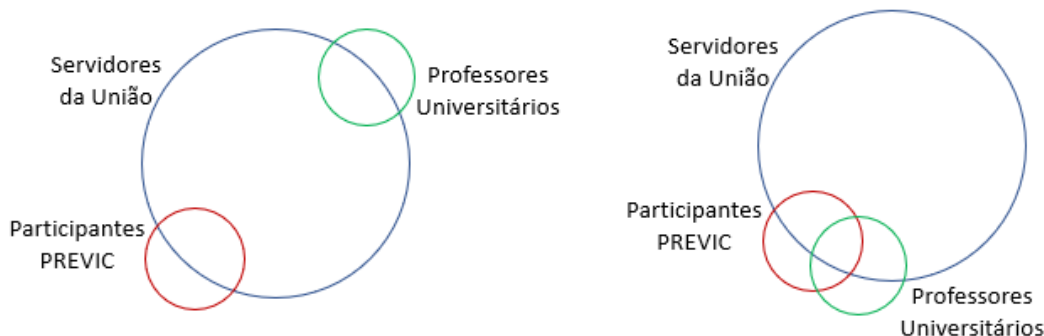 Servidores
da União
Professores
Universitários
Participantes
PREVIC
Servidores
da União
Participantes
PREVIC
Professores
Universitários